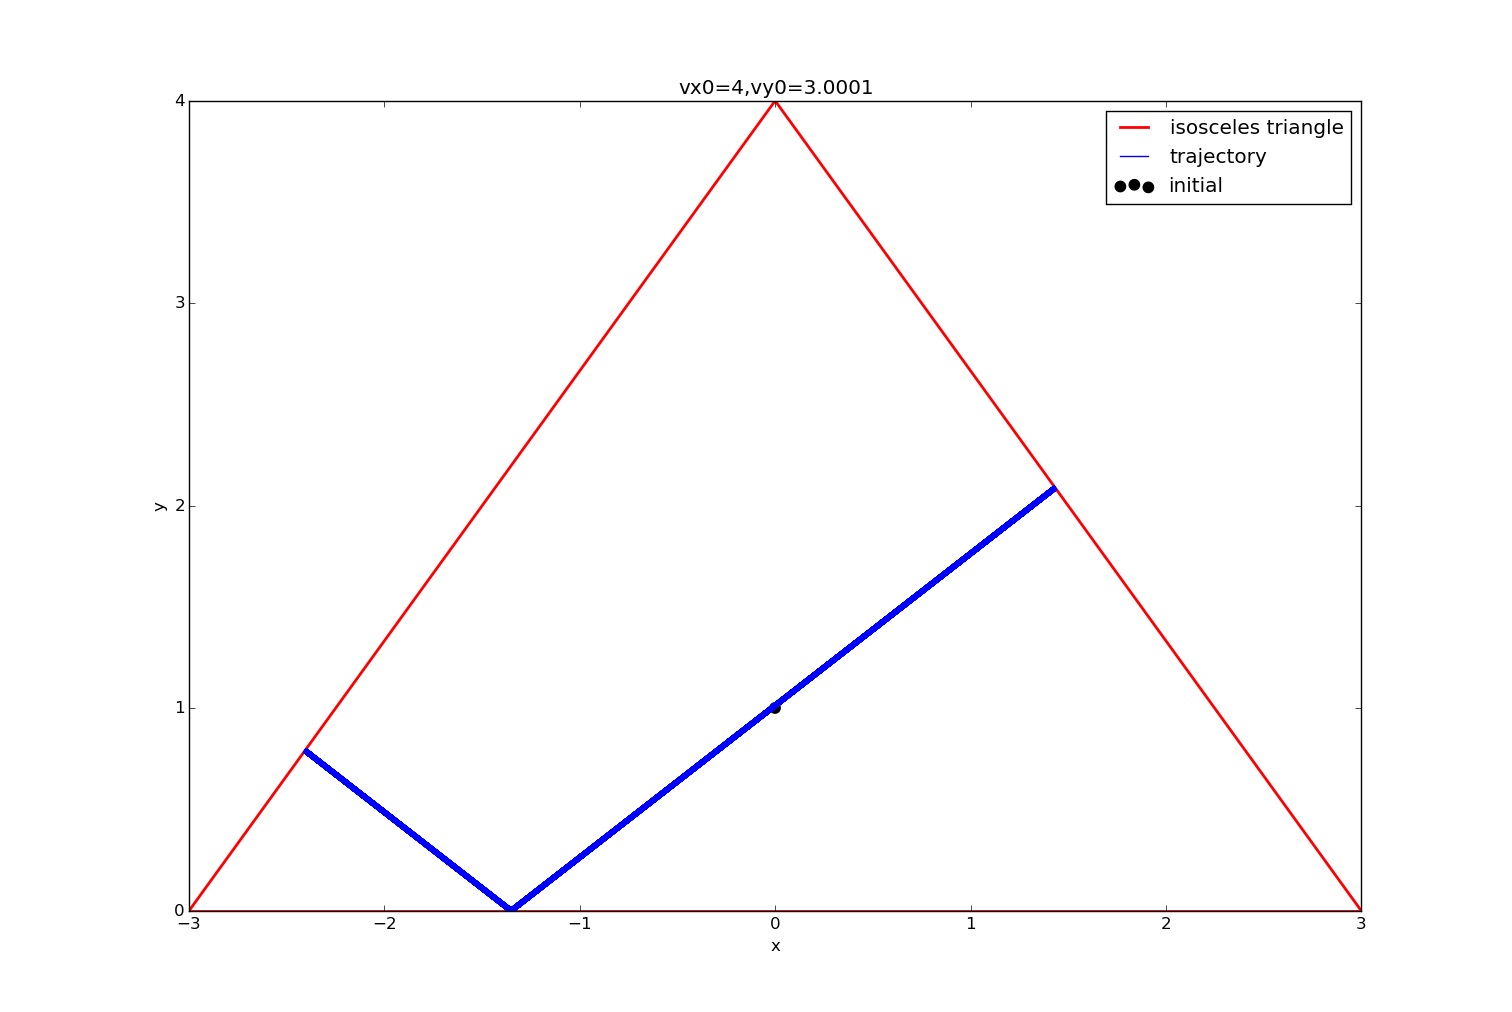 vx0=4,vy0=3.0001
isosceles triangle
trajectory
initial
4
3
y
2
1
0
−3
−2
−1
0
1
2
3
x